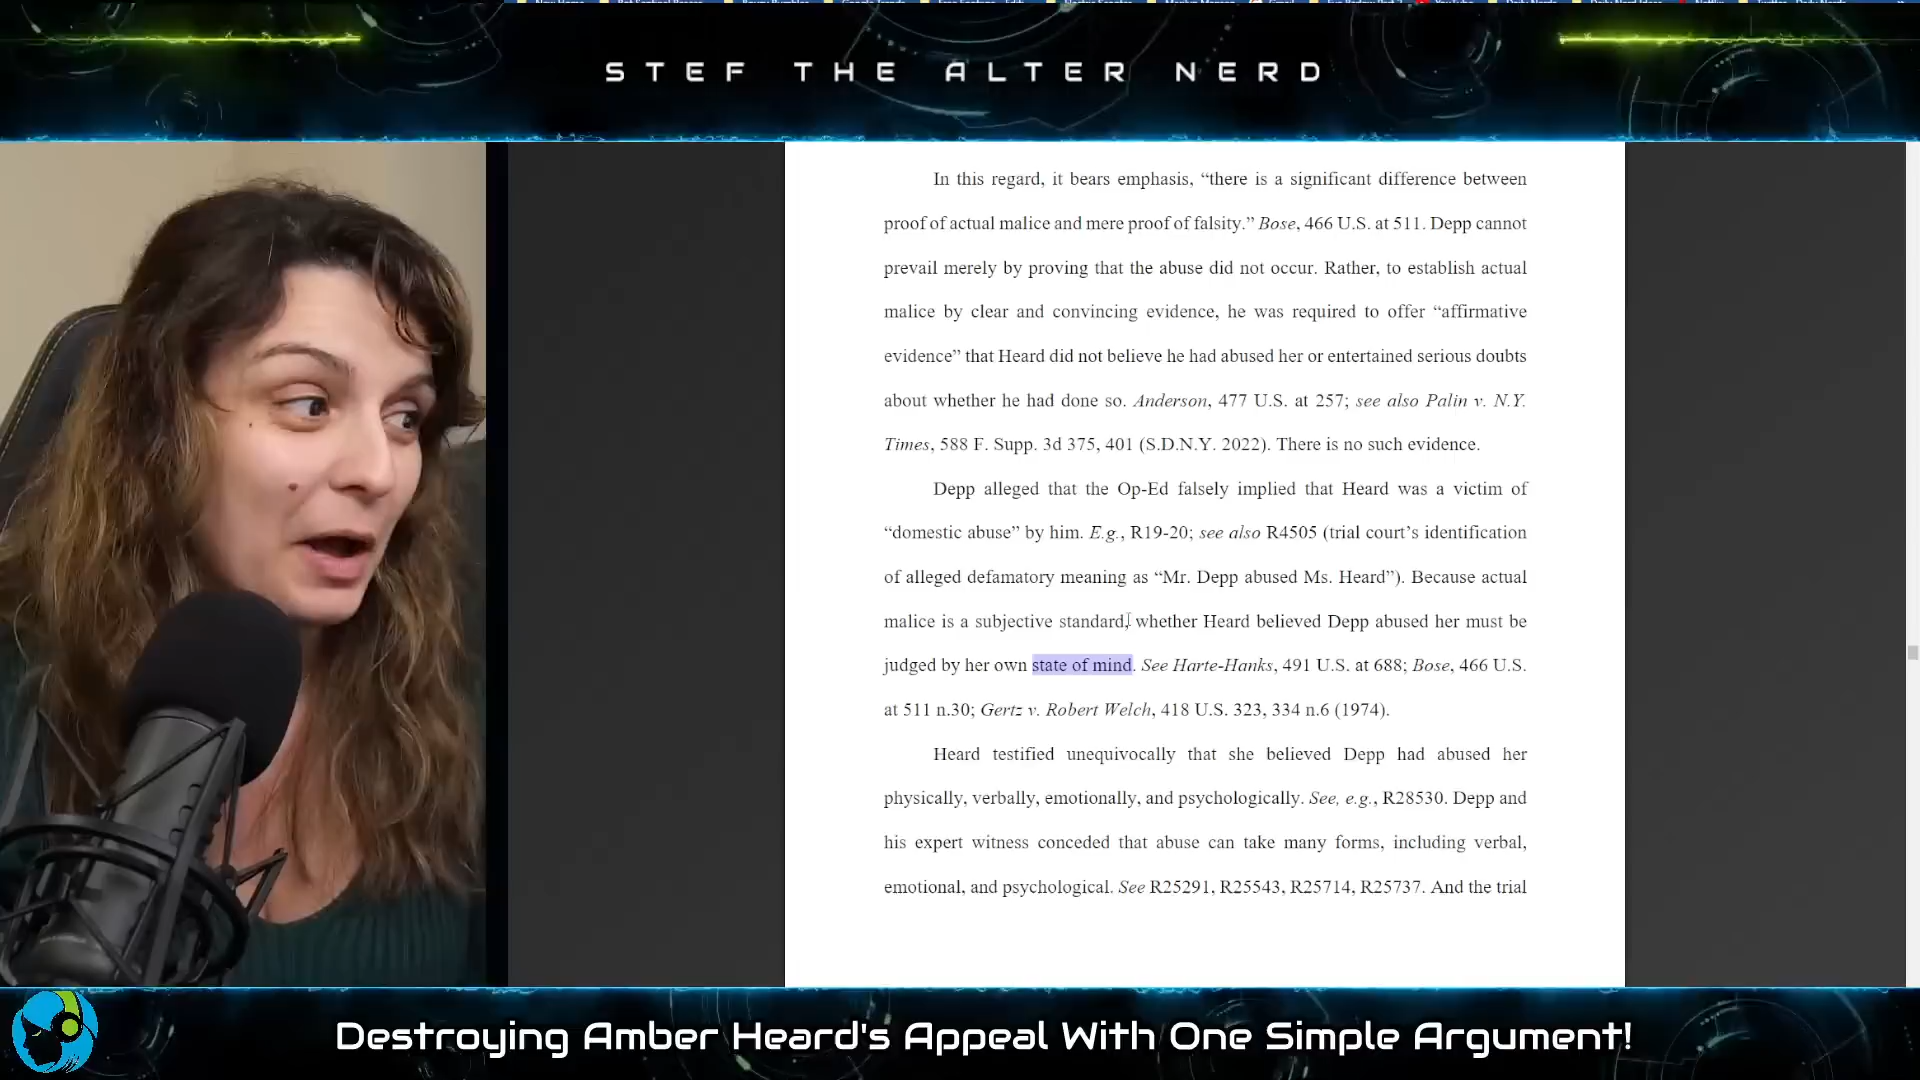 STEF THE ALTER NERD
In this regard, it bears emphasis, “there is a significant difference between
proof of actual malice and mere proof of falsity.” Bose, 466 U.S. at 511. Depp cannot
prevail merely by proving that the abuse did not occur. Rather, to establish actual
malice by clear and convincing evidence, he was required to offer “affirmative
evidence” that Heard did not believe he had abused her or entertained serious doubts
about whether he had done so. Anderson, 477 U.S. at 257; see also Palin v. N.Y.
Times, 588 F. Supp. 3d 375, 401 (S.D.N.Y. 2022). There is no such evidence.
Depp alleged that the Op-Ed falsely implied that Heard was a victim of
“domestic abuse” by him. E.g., R19-20; see also R4505 (trial court’s identification
of alleged defamatory meaning as “Mr. Depp abused Ms. Heard”). Because actual
malice is a subjective standard, whether Heard believed Depp abused her must be
judged by her own state of mind. See Harte-Hanks, 491 U.S. at 688; Bose, 466 U.S.
at 511 n.30; Gertz v. Robert Welch, 418 U.S. 323, 334 n.6 (1974).
Heard testified unequivocally that she believed Depp had abused her
physically, verbally, emotionally, and psychologically. See, e.g., R28530. Depp and
his expert witness conceded that abuse can take many forms, including verbal,
emotional, and psychological. See R25291, R25543, R25714, R25737. And the trial
Destroying Amber Heard's Appeal With One Simple Argument!